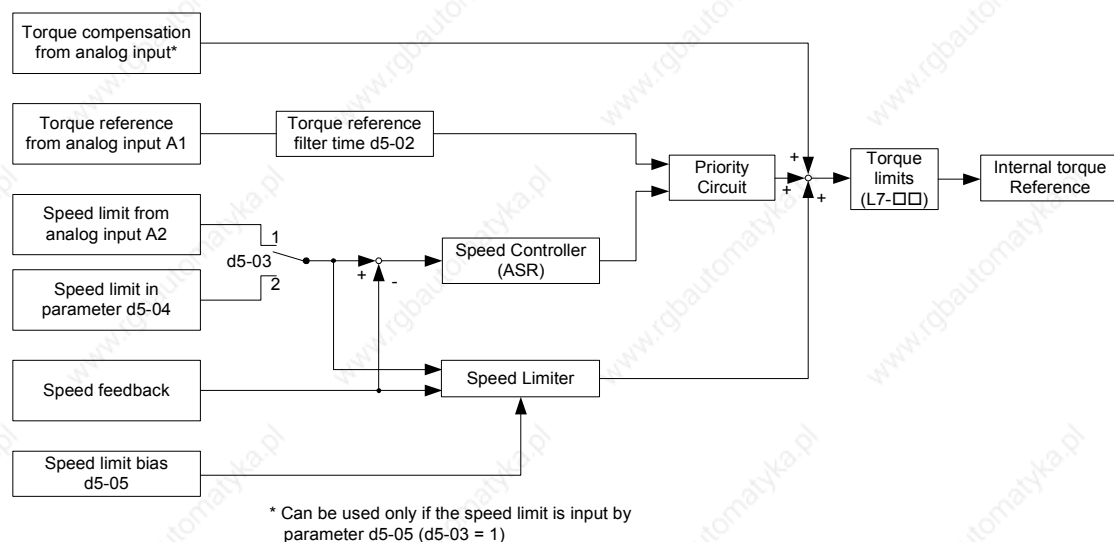 Torque compensation
from analog input*
Torque reference
from analog input A1
Torque reference
filter time d5-02
Priority
Circuit
Torque
limits
(L7-□□)
Internal torque
Reference
Speed limit from
analog input A2
1
d5-03
2
Speed limit in
parameter d5-04
+
-
Speed Controller
(ASR)
+
+
+
Speed feedback
Speed Limiter
Speed limit bias
d5-05
* Can be used only if the speed limit is input by
parameter d5-05 (d5-03 = 1)
www.rgbautomatyka.pl